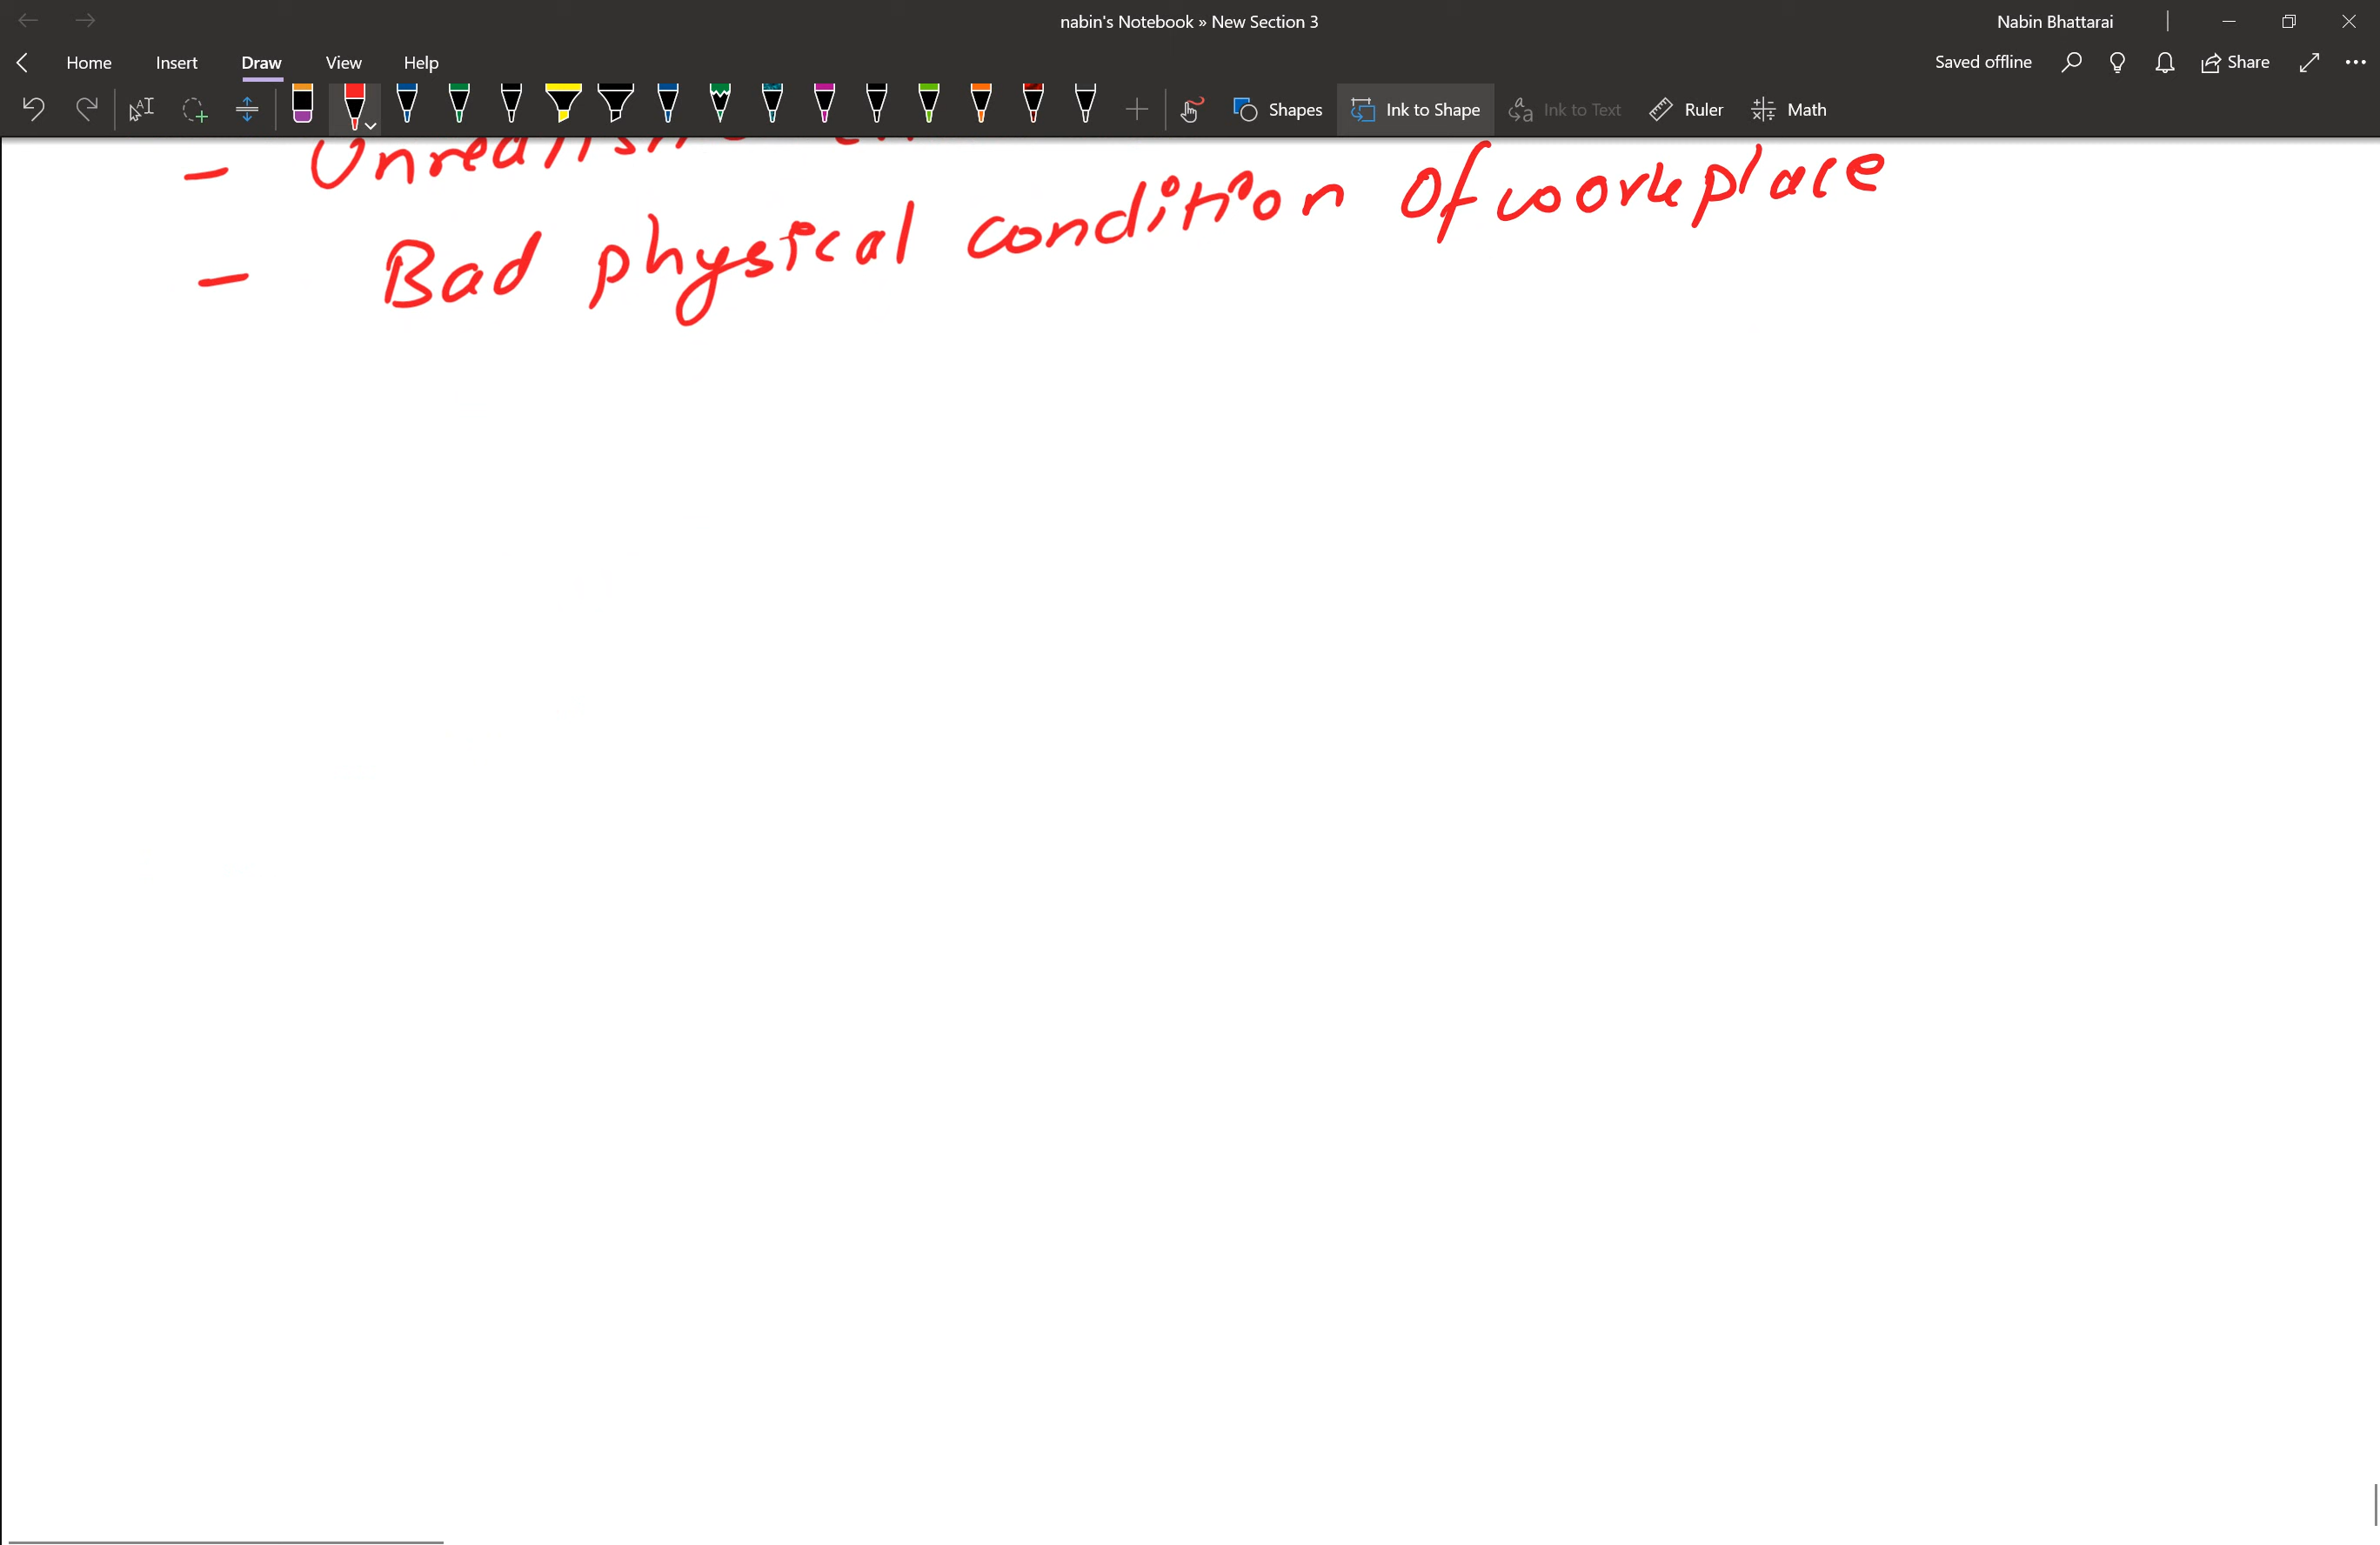 nabin's Notebook » New Section 3
Nabin Bhattarai
Home Insert Draw View Help
Saved offline
Share
Shapes
Ink to Shape
Ink to Text
Ruler
Math
-
- Bad physical condition Of workplace